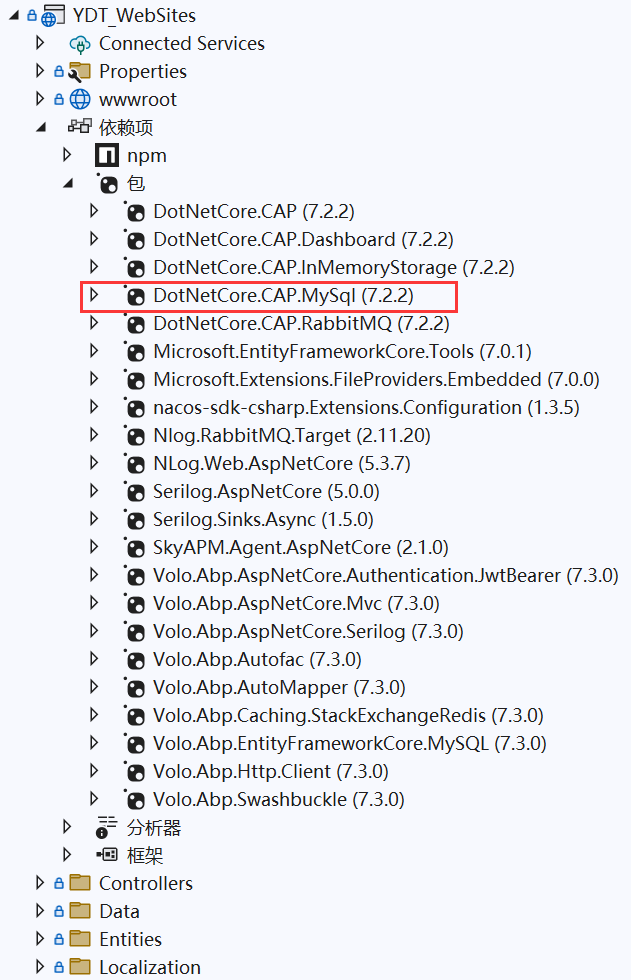 YDT_WebSites
Connected Services
Properties
wwwroot
依赖项
npm
包
DotNetCore.CAP (7.2.2)
DotNetCore.CAP.Dashboard (7.2.2)
DotNetCore.CAP.InMemoryStorage (7.2.2)
DotNetCore.CAP.MySql (7.2.2)
DotNetCore.CAP.RabbitMQ (7.2.2)
Microsoft.EntityFrameworkCore.Tools (7.0.1)
Microsoft.Extensions.FileProviders.Embedded (7.0.0)
nacos-sdk-csharp.Extensions.Configuration (1.3.5)
Nlog.RabbitMQ.Target (2.11.20)
NLog.Web.AspNetCore (5.3.7)
Serilog.AspNetCore (5.0.0)
Serilog.Sinks.Async (1.5.0)
SkyAPM.Agent.AspNetCore (2.1.0)
Volo.Abp.AspNetCore.Authentication.JwtBearer (7.3.0)
Volo.Abp.AspNetCore.Mvc (7.3.0)
Volo.Abp.AspNetCore.Serilog (7.3.0)
Volo.Abp.Autofac (7.3.0)
Volo.Abp.AutoMapper (7.3.0)
Volo.Abp.Caching.StackExchangeRedis (7.3.0)
Volo.Abp.EntityFrameworkCore.MySQL (7.3.0)
Volo.Abp.Http.Client (7.3.0)
Volo.Abp.Swashbuckle (7.3.0)
分析器
框架
Controllers
Data
Entities
Localization